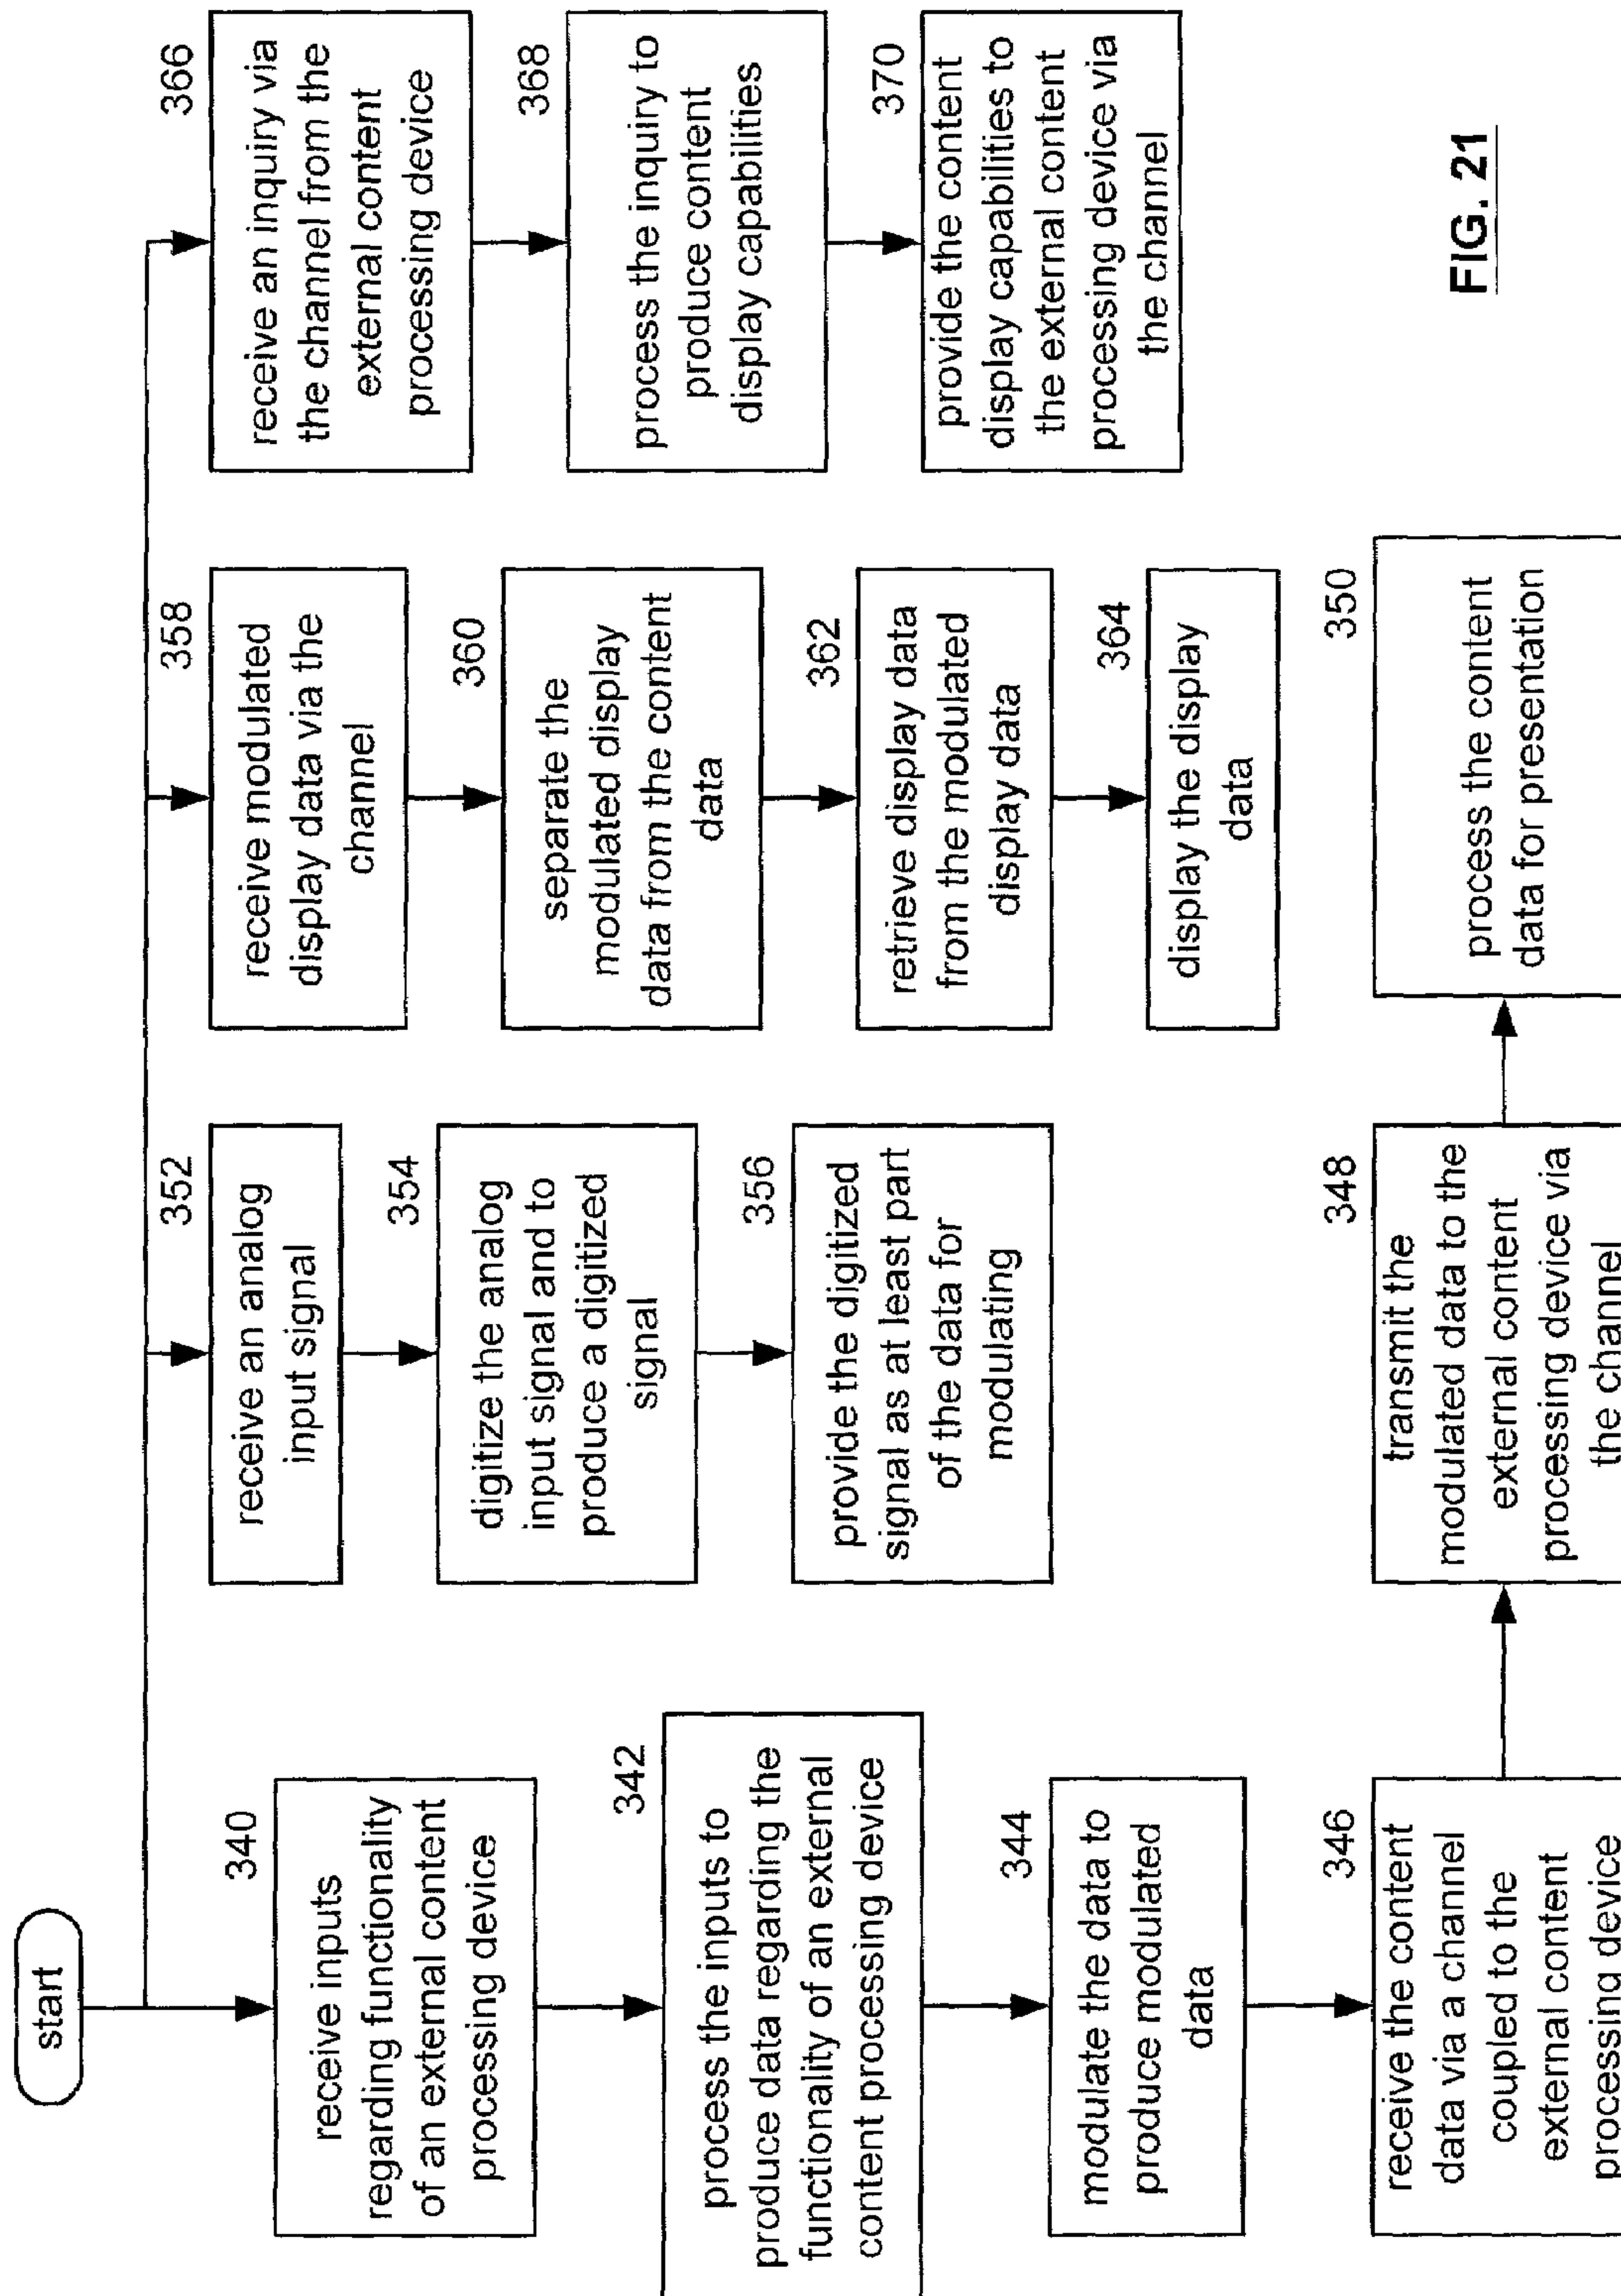 start
340
receive inputs
regarding functionality
of an external content
processing device
342
process the inputs to
produce data regarding the
functionality of an external
content processing device
344
modulate the data to
produce modulated
data
346
receive the content
data via a channel
coupled to the
external content
processing device
348
transmit the
modulated data to the
external content
processing device via
the channel
350
process the content
data for presentation
352
receive an analog
input signal
354
digitize the analog
input signal and to
produce a digitized
signal
356
provide the digitized
signal as at least part
of the data for
modulating
358
receive modulated
display data via the
channel
360
separate the
modulated display
data from the content
data
362
retrieve display data
from the modulated
display data
364
display the display
data
366
receive an inquiry via
the channel from the
external content
processing device
368
process the inquiry to
produce content
display capabilities
370
provide the content
display capabilities to
the external content
processing device via
the channel
FIG. 21